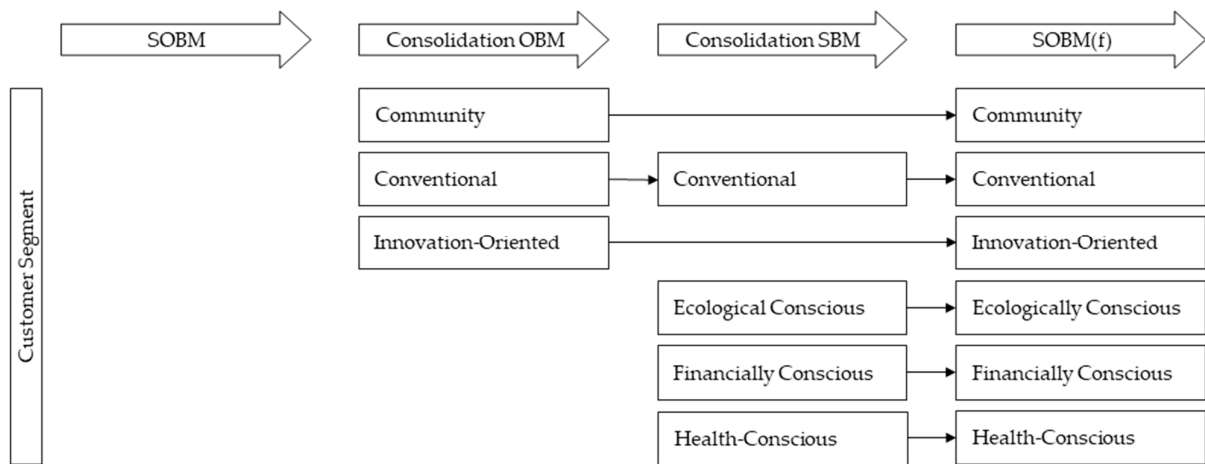 SOBM
Consolidation OBM
Consolidation SBM
SOBM(f)
Customer Segment
Community
Community
Conventional
Conventional
Conventional
Innovation-Oriented
Innovation-Oriented
Ecological Conscious
Ecologically Conscious
Financially Conscious
Financially Conscious
Health-Conscious
Health-Conscious